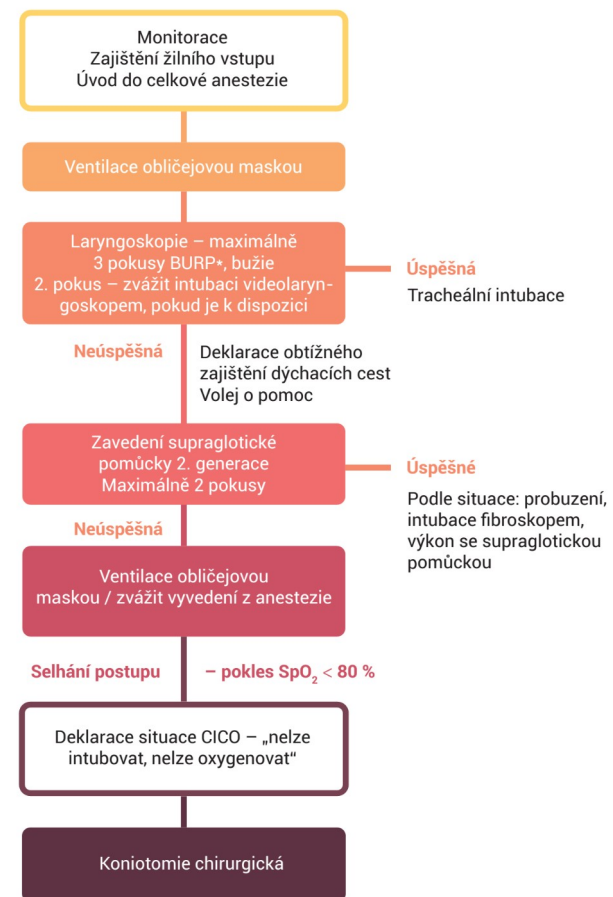 Monitorace
Zajištění žilního vstupu
Úvod do celkové anestezie
Ventilace obličejovou maskou
Laryngoskopie – maximálně
3 pokusy BURP*, bužie
2. pokus – zvážit intubaci videolaryn-
goskopem, pokud je k dispozici
Úspěšná
Tracheální intubace
Neúspěšná
Deklarace obtížného
zajištění dýchacích cest
Volej o pomoc
Zavedení supraglotické
pomůcky 2. generace
Maximálně 2 pokusy
Úspěšné
Podle situace: probuzení,
intubace fibroskopem,
výkon se supraglotickou
pomůckou
Neúspěšná
Ventilace obličejovou
maskou / zvážit vyvedení z anestezie
Selhání postupu – pokles SpO₂ < 80 %
Deklarace situace CICO – „nelze
intubovat, nelze oxygenovat“
Koniotomie chirurgická